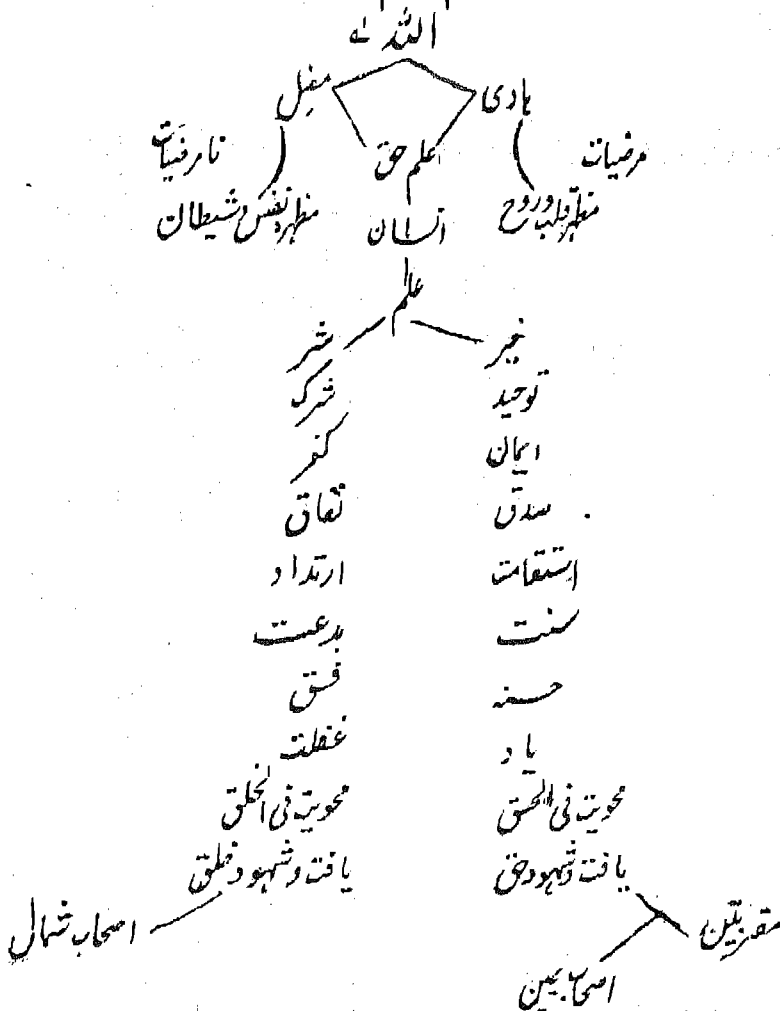 اللہ
ہادی مضل
مرضیات علم حق نامرضیات
مظہر قلب و روح انسان مظہر نفس و شیطان
علم
خیر شر
توحید شرک
ایمان کفر
صدق نفاق
استقامت ارتداد
سنت بدعت
حسنہ فسق
یاد غفلت
محویت فی الحق محویت فی الخلق
یافت و شہود حق یافت و شہود خلق
مقربین اصحاب شمال
اصحاب یمین